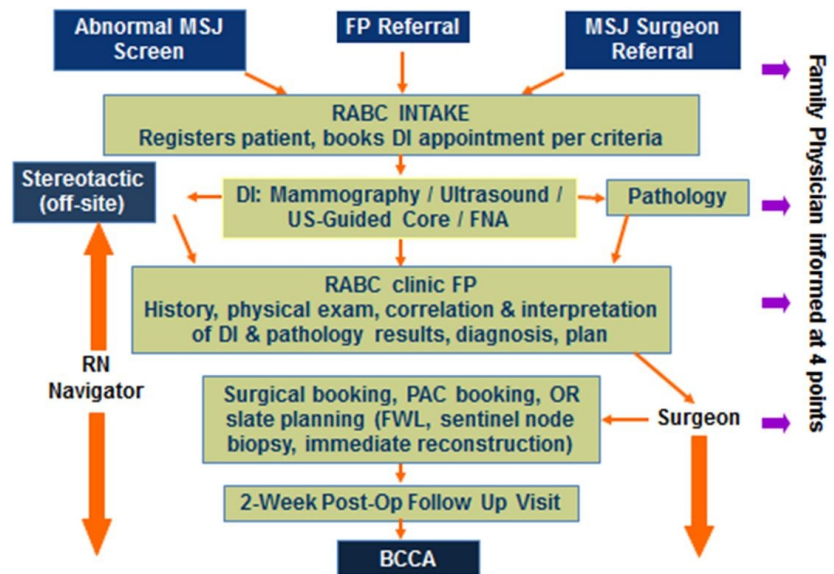 Abnormal MSJ
Screen
FP Referral
MSJ Surgeon
Referral
RABC INTAKE
Registers patient, books DI appointment per criteria
Stereotactic
(off-site)
DI: Mammography / Ultrasound /
US-Guided Core / FNA
Pathology
RABC clinic FP
History, physical exam, correlation & interpretation
of DI & pathology results, diagnosis, plan
RN
Navigator
Surgical booking, PAC booking, OR
slate planning (FWL, sentinel node
biopsy, immediate reconstruction)
Surgeon
2-Week Post-Op Follow Up Visit
BCCA
Family Physician informed at 4 points